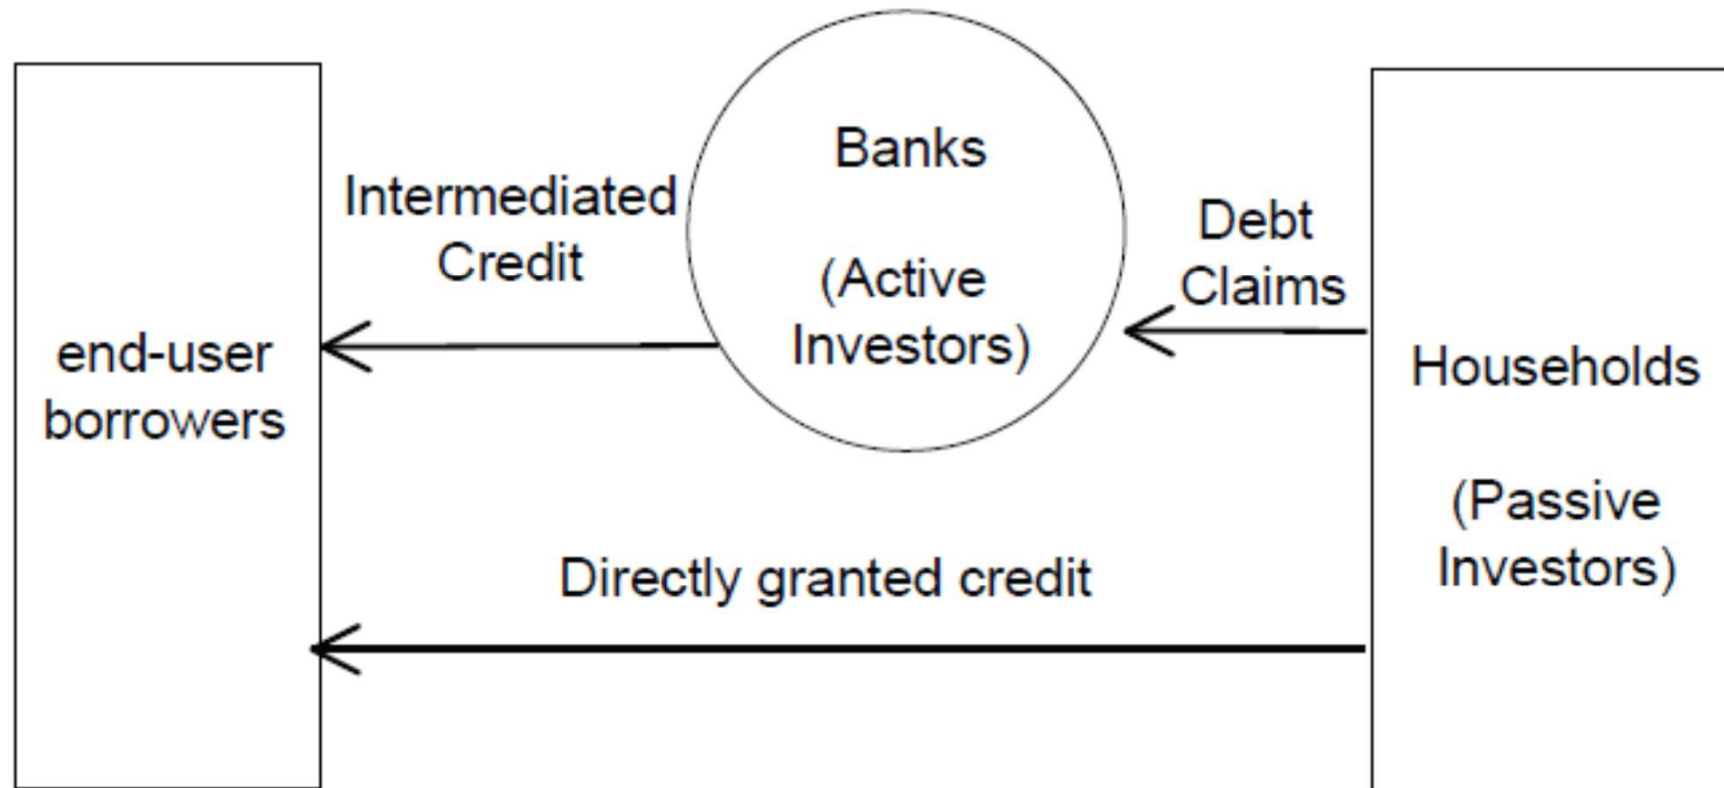 end-user
borrowers
Intermediated
Credit
Banks
(Active
Investors)
Debt
Claims
Households
(Passive
Investors)
Directly granted credit